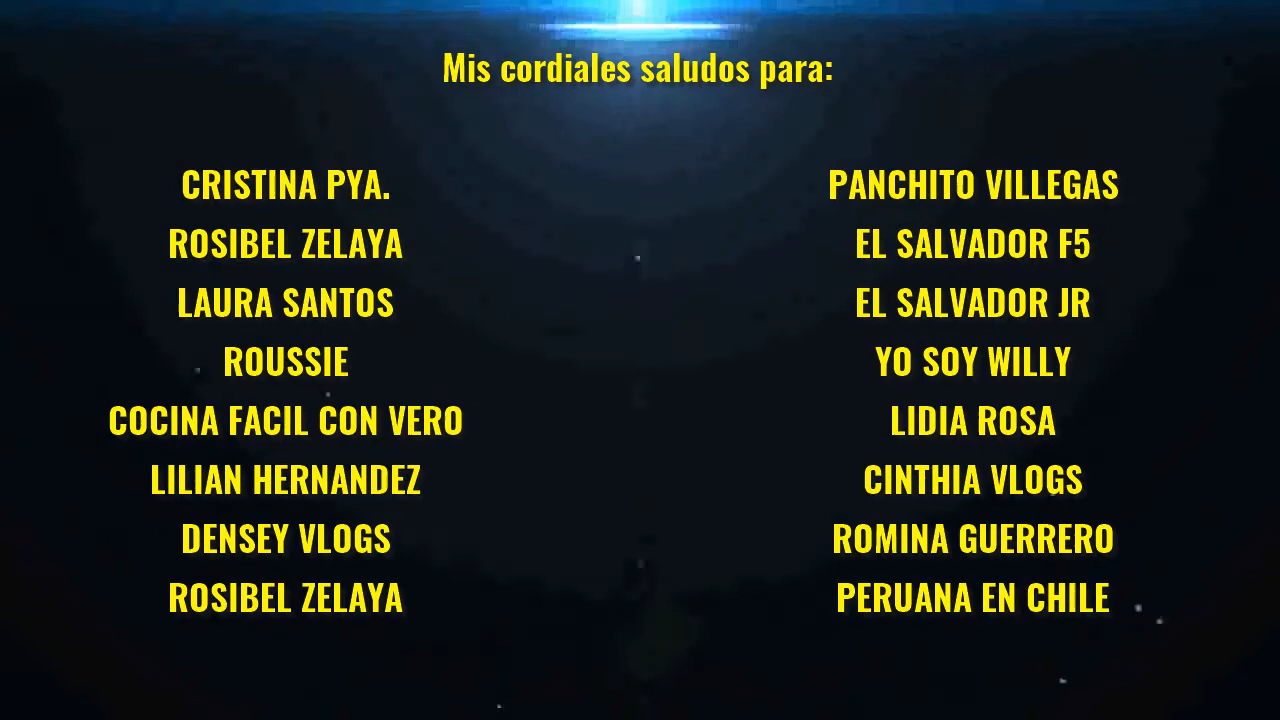 Mis cordiales saludos para:
CRISTINA PYA.
ROSIBEL ZELAYA
LAURA SANTOS
ROUSSIE
COCINA FACIL CON VERO
LILIAN HERNANDEZ
DENSEY VLOGS
ROSIBEL ZELAYA
PANCHITO VILLEGAS
EL SALVADOR F5
EL SALVADOR JR
YO SOY WILLY
LIDIA ROSA
CINTHIA VLOGS
ROMINA GUERRERO
PERUANA EN CHILE